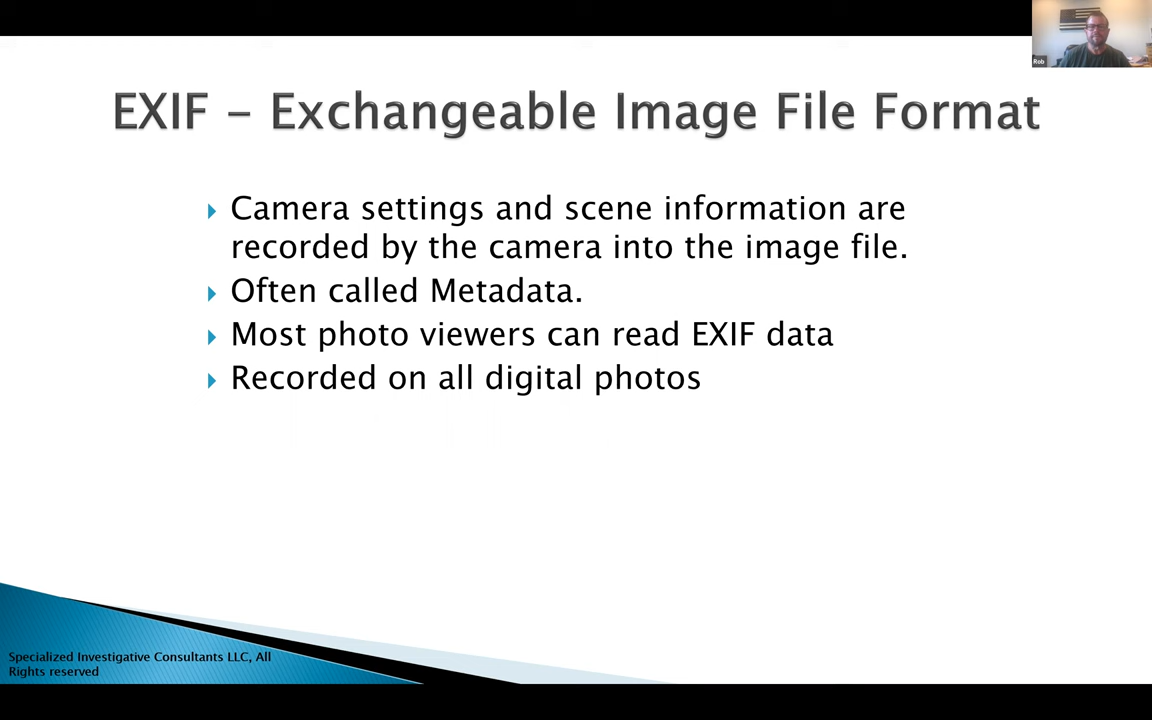 Rob
EXIF – Exchangeable Image File Format
Camera settings and scene information are
recorded by the camera into the image file.
Often called Metadata.
Most photo viewers can read EXIF data
Recorded on all digital photos
Specialized Investigative Consultants LLC, All
Rights reserved